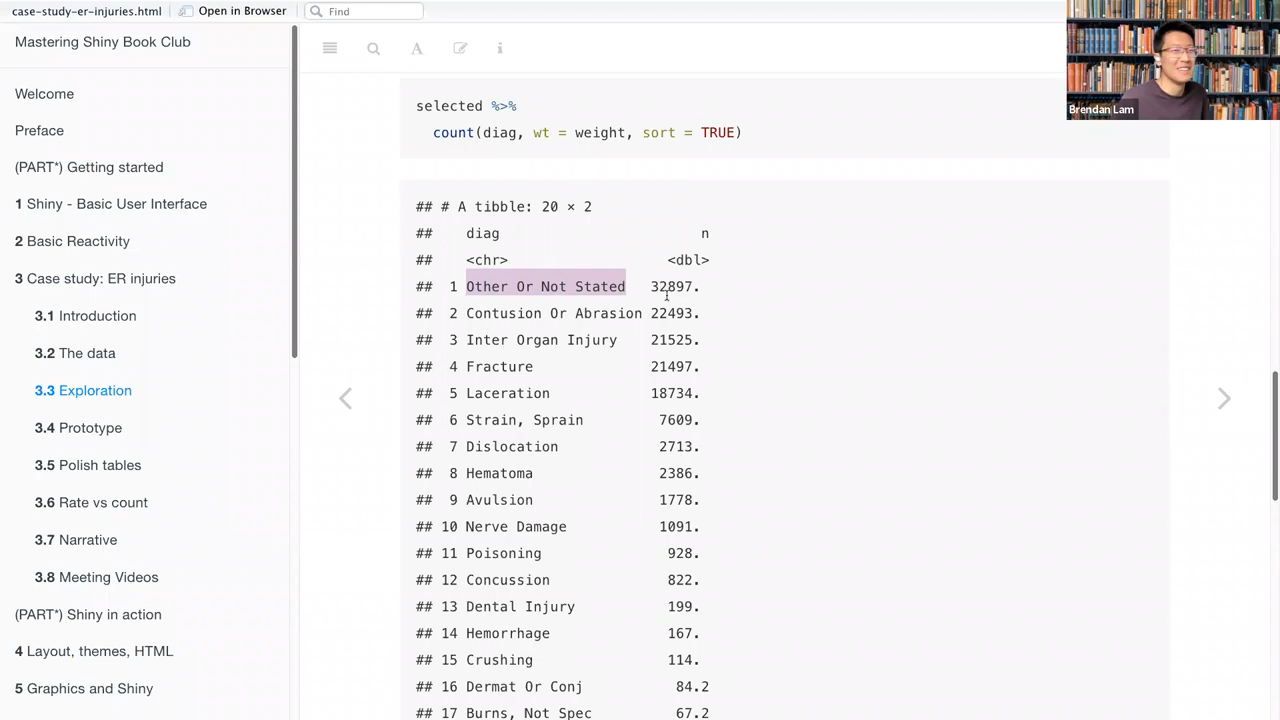 case-study-er-injuries.html
Open in Browser
Find
Mastering Shiny Book Club
Welcome
Preface
(PART*) Getting started
1 Shiny - Basic User Interface
2 Basic Reactivity
3 Case study: ER injuries
3.1 Introduction
3.2 The data
3.3 Exploration
3.4 Prototype
3.5 Polish tables
3.6 Rate vs count
3.7 Narrative
3.8 Meeting Videos
(PART*) Shiny in action
4 Layout, themes, HTML
5 Graphics and Shiny
A
i
selected %>%
count(diag, wt = weight, sort = TRUE)
## # A tibble: 20 × 2
## diag n
## <chr> <dbl>
## 1 Other Or Not Stated 32897.
## 2 Contusion Or Abrasion 22493.
## 3 Inter Organ Injury 21525.
## 4 Fracture 21497.
## 5 Laceration 18734.
## 6 Strain, Sprain 7609.
## 7 Dislocation 2713.
## 8 Hematoma 2386.
## 9 Avulsion 1778.
## 10 Nerve Damage 1091.
## 11 Poisoning 928.
## 12 Concussion 822.
## 13 Dental Injury 199.
## 14 Hemorrhage 167.
## 15 Crushing 114.
## 16 Dermat Or Conj 84.2
## 17 Burns, Not Spec 67.2
Brendan Lam